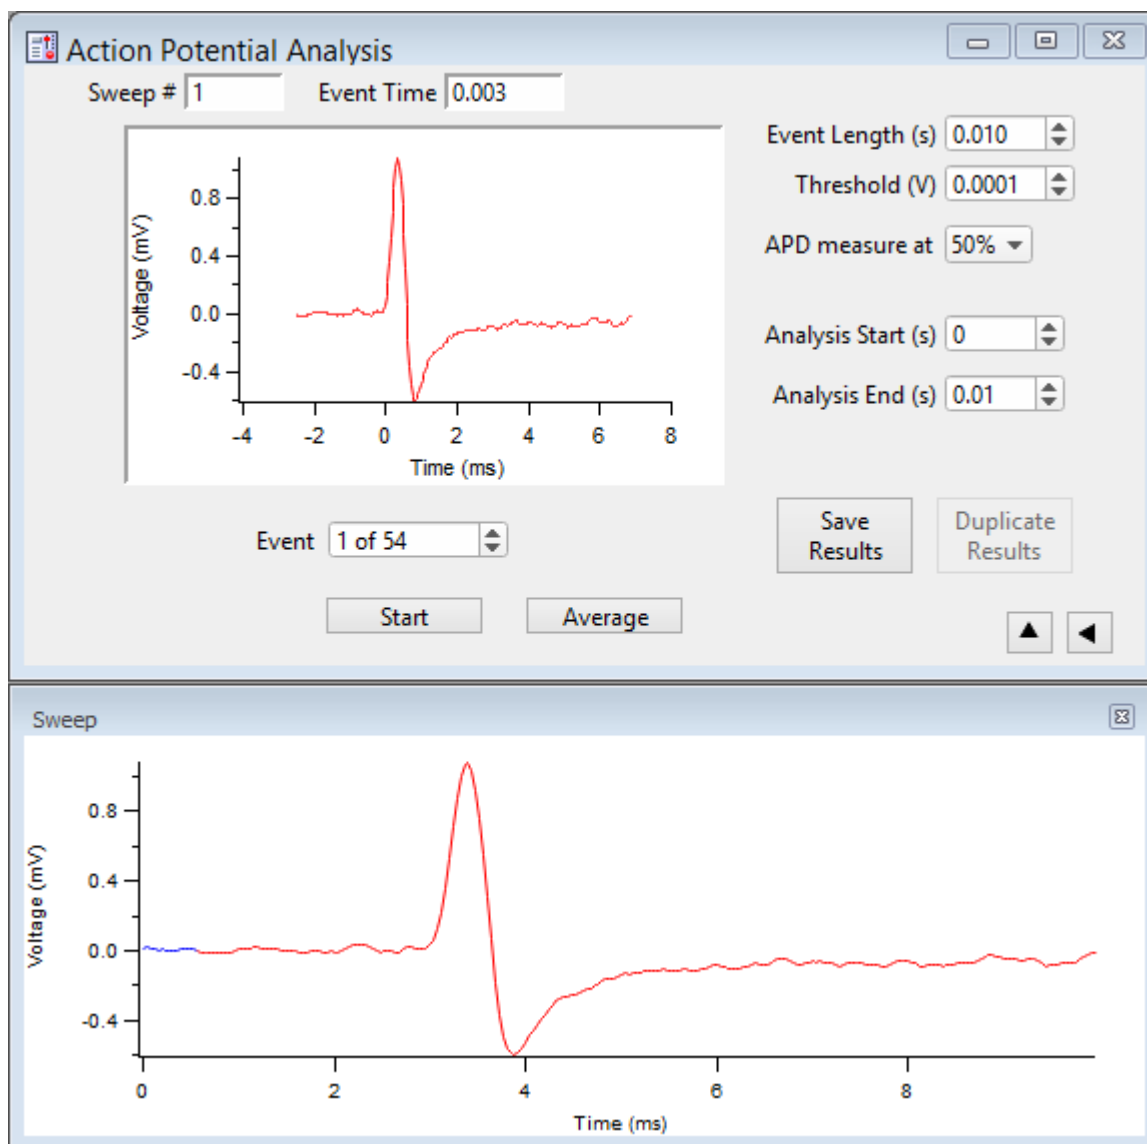 Action Potential Analysis
Sweep # 1 Event Time 0.003
Event Length (s) 0.010
Threshold (V) 0.0001
APD measure at 50%
Analysis Start (s) 0
Analysis End (s) 0.01
Voltage (mV)
0.8
0.4
0.0
-0.4
-4 -2 0 2 4 6 8
Time (ms)
Event 1 of 54
Save
Results
Duplicate
Results
Start Average
Sweep
Voltage (mV)
0.8
0.4
0.0
-0.4
0 2 4 6 8
Time (ms)